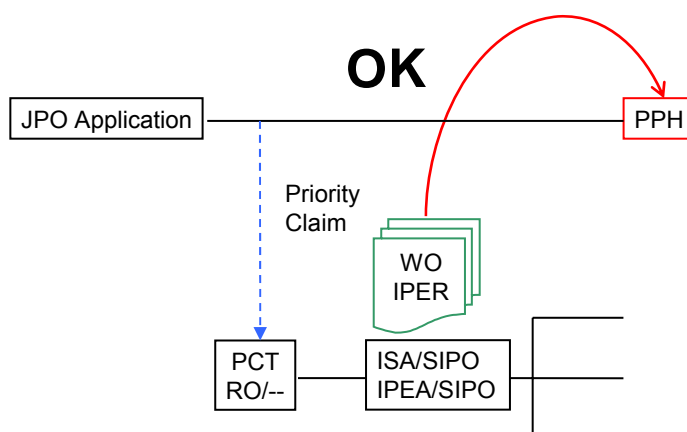 OK
JPO Application
PPH
Priority
Claim
WO
IPER
PCT
RO/--
ISA/SIPO
IPEA/SIPO